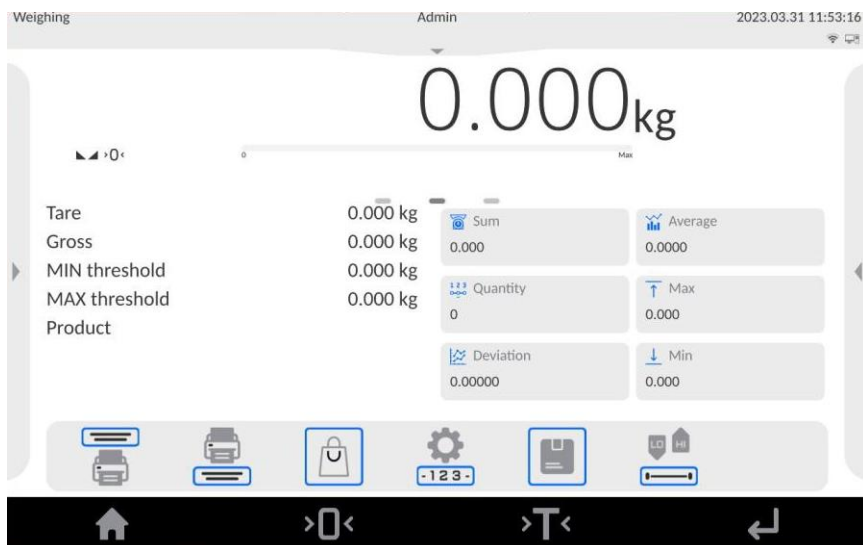 Weighing Admin 2023.03.31 11:53:16
0.000kg
>0<
0 Max
Tare 0.000 kg
Gross 0.000 kg
MIN threshold 0.000 kg
MAX threshold 0.000 kg
Product
Sum
0.000
Average
0.0000
Quantity
0
Max
0.000
Deviation
0.00000
Min
0.000
-123-
LO HI
>0< >T<